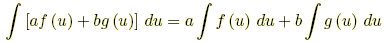 ∫ [af (u) + bg (u)] du = a ∫ f (u) du + b ∫ g (u) du